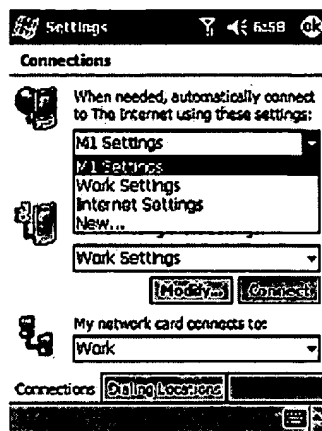 Settings 6:58 ok
Connections
When needed, automatically connect
to The Internet using these settings:
M1 Settings
M1 Settings
Work Settings
Internet Settings
New...
Work Settings
Modify... Connect
My network card connects to:
Work
Connections Dialing Locations